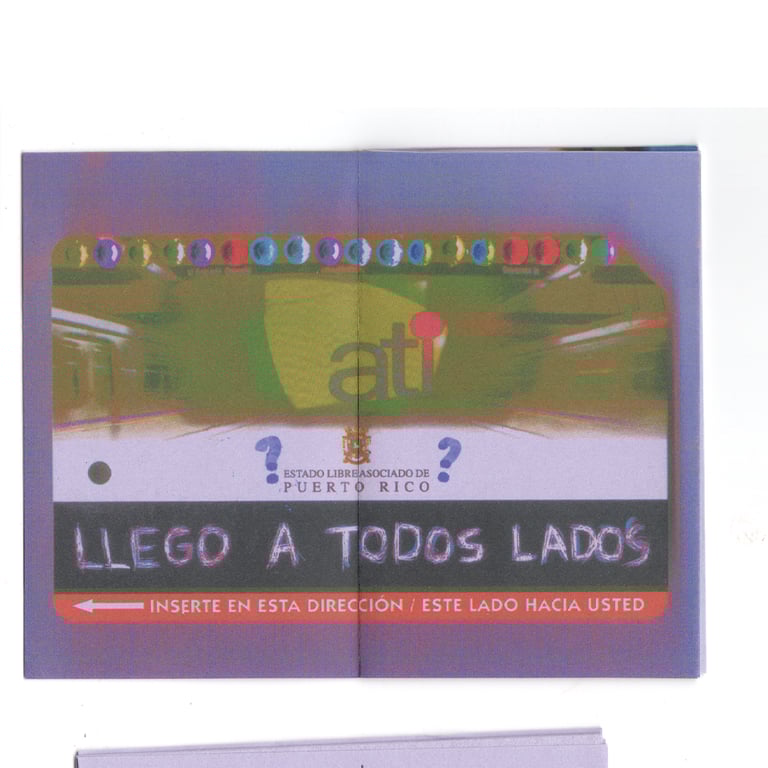 ati
? ?
ESTADO LIBRE ASOCIADO DE
PUERTO RICO
LLEGO A TODOS LADOS
INSERTE EN ESTA DIRECCIÓN / ESTE LADO HACIA USTED